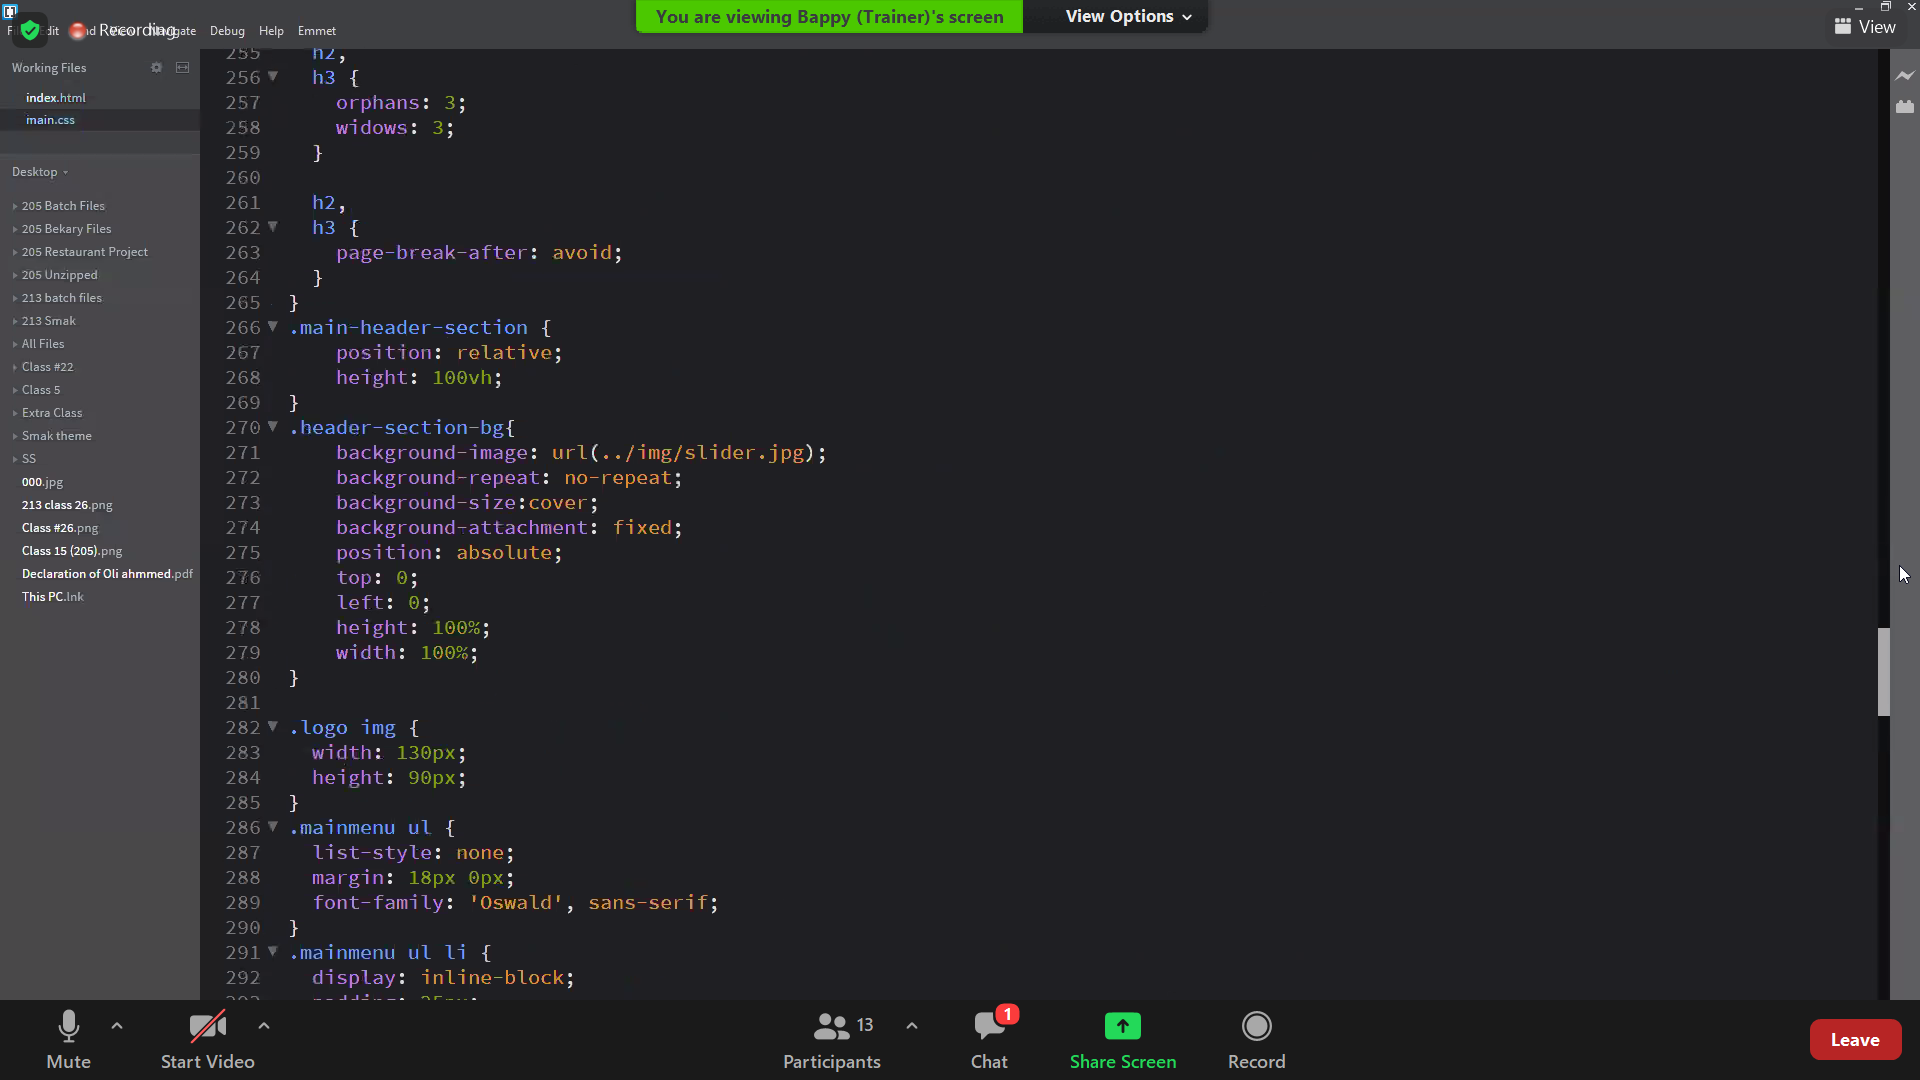 You are viewing Bappy (Trainer)'s screen
View Options
View
Recording
Debug
Help
Emmet
Working Files
index.html
main.css
Desktop
205 Batch Files
205 Bekary Files
205 Restaurant Project
205 Unzipped
213 batch files
213 Smak
All Files
Class #22
Class 5
Extra Class
Smak theme
SS
000.jpg
213 class 26.png
Class #26.png
Class 15 (205).png
Declaration of Oli ahmmed.pdf
This PC.lnk
255 h2,
256 h3 {
257 orphans: 3;
258 widows: 3;
259 }
260
261 h2,
262 h3 {
263 page-break-after: avoid;
264 }
265 }
266 .main-header-section {
267 position: relative;
268 height: 100vh;
269 }
270 .header-section-bg{
271 background-image: url(../img/slider.jpg);
272 background-repeat: no-repeat;
273 background-size:cover;
274 background-attachment: fixed;
275 position: absolute;
276 top: 0;
277 left: 0;
278 height: 100%;
279 width: 100%;
280 }
281
282 .logo img {
283 width: 130px;
284 height: 90px;
285 }
286 .mainmenu ul {
287 list-style: none;
288 margin: 18px 0px;
289 font-family: 'Oswald', sans-serif;
290 }
291 .mainmenu ul li {
292 display: inline-block;
Mute
Start Video
13
Participants
1
Chat
Share Screen
Record
Leave